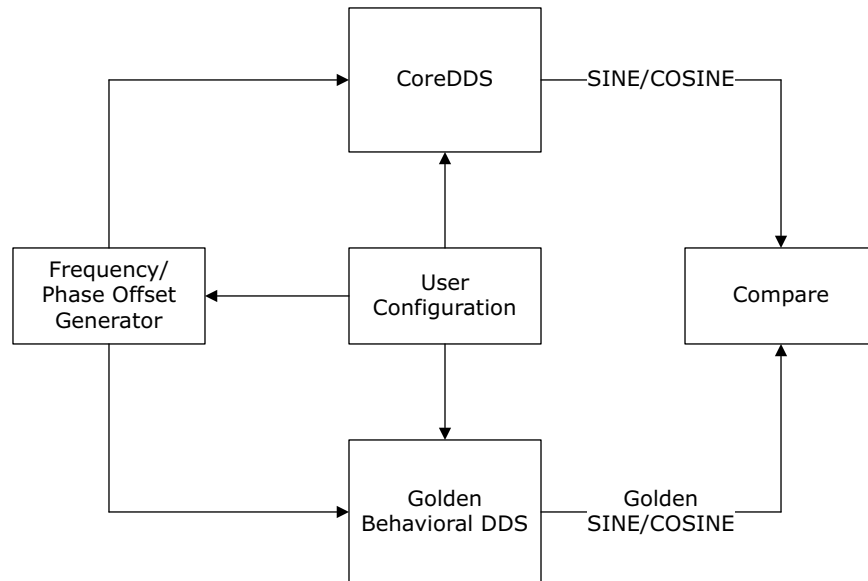 CoreDDS
SINE/COSINE
Frequency/
Phase Offset
Generator
User
Configuration
Compare
Golden
Behavioral DDS
Golden
SINE/COSINE